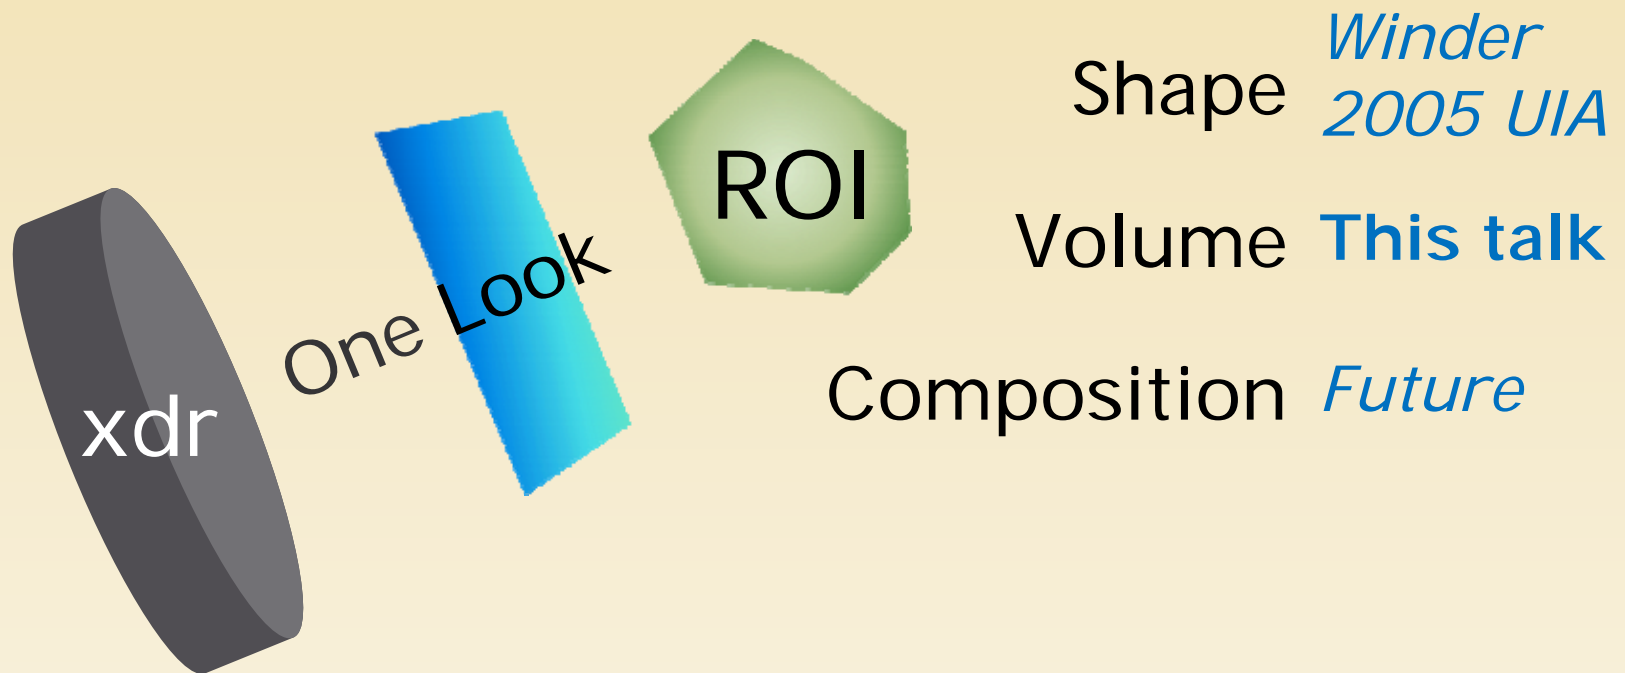 xdr
One Look
ROI
Shape
Winder
2005 UIA
Volume
This talk
Composition
Future